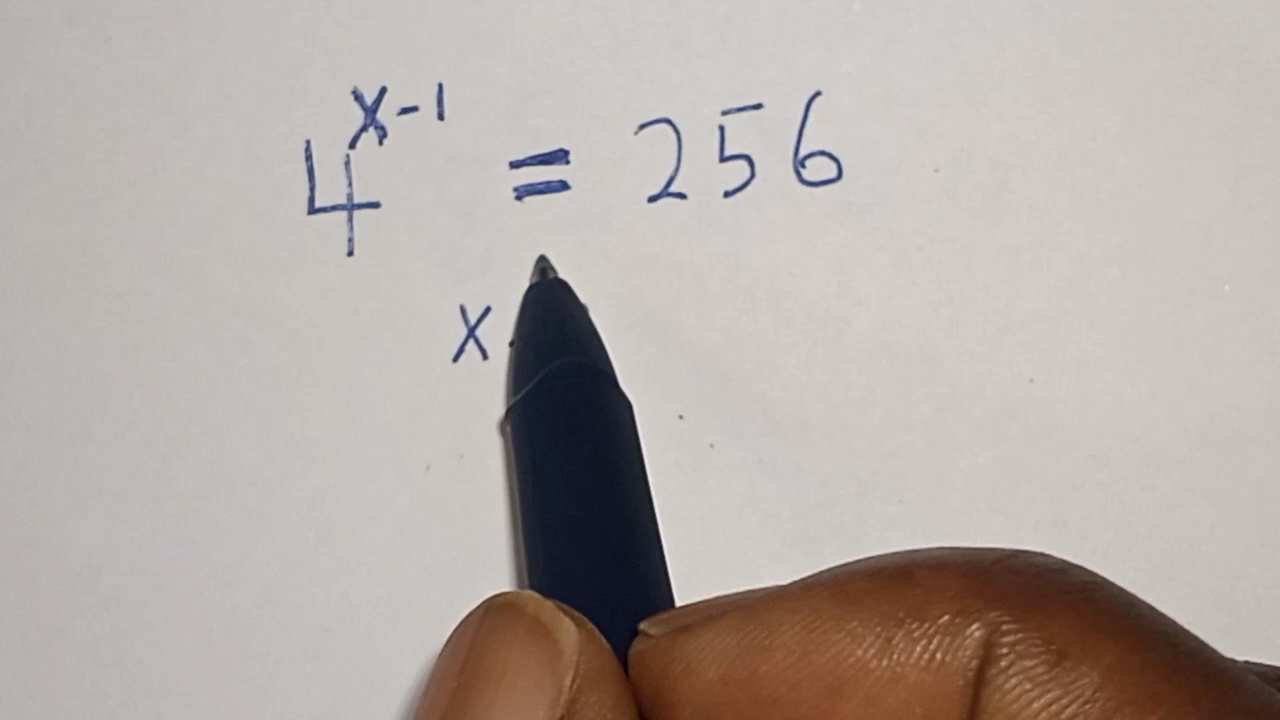 4^{x-1} = 256
x